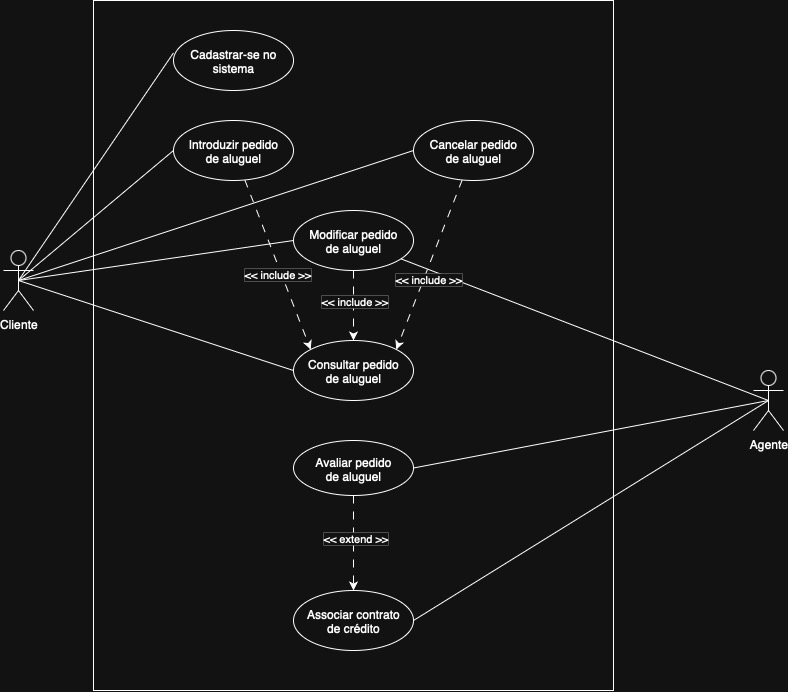 Cadastrar-se no
sistema
Introduzir pedido
de aluguel
Cancelar pedido
de aluguel
Modificar pedido
de aluguel
<< include >>
<< include >>
<< include >>
Cliente
Consultar pedido
de aluguel
Agente
Avaliar pedido
de aluguel
<< extend >>
Associar contrato
de crédito